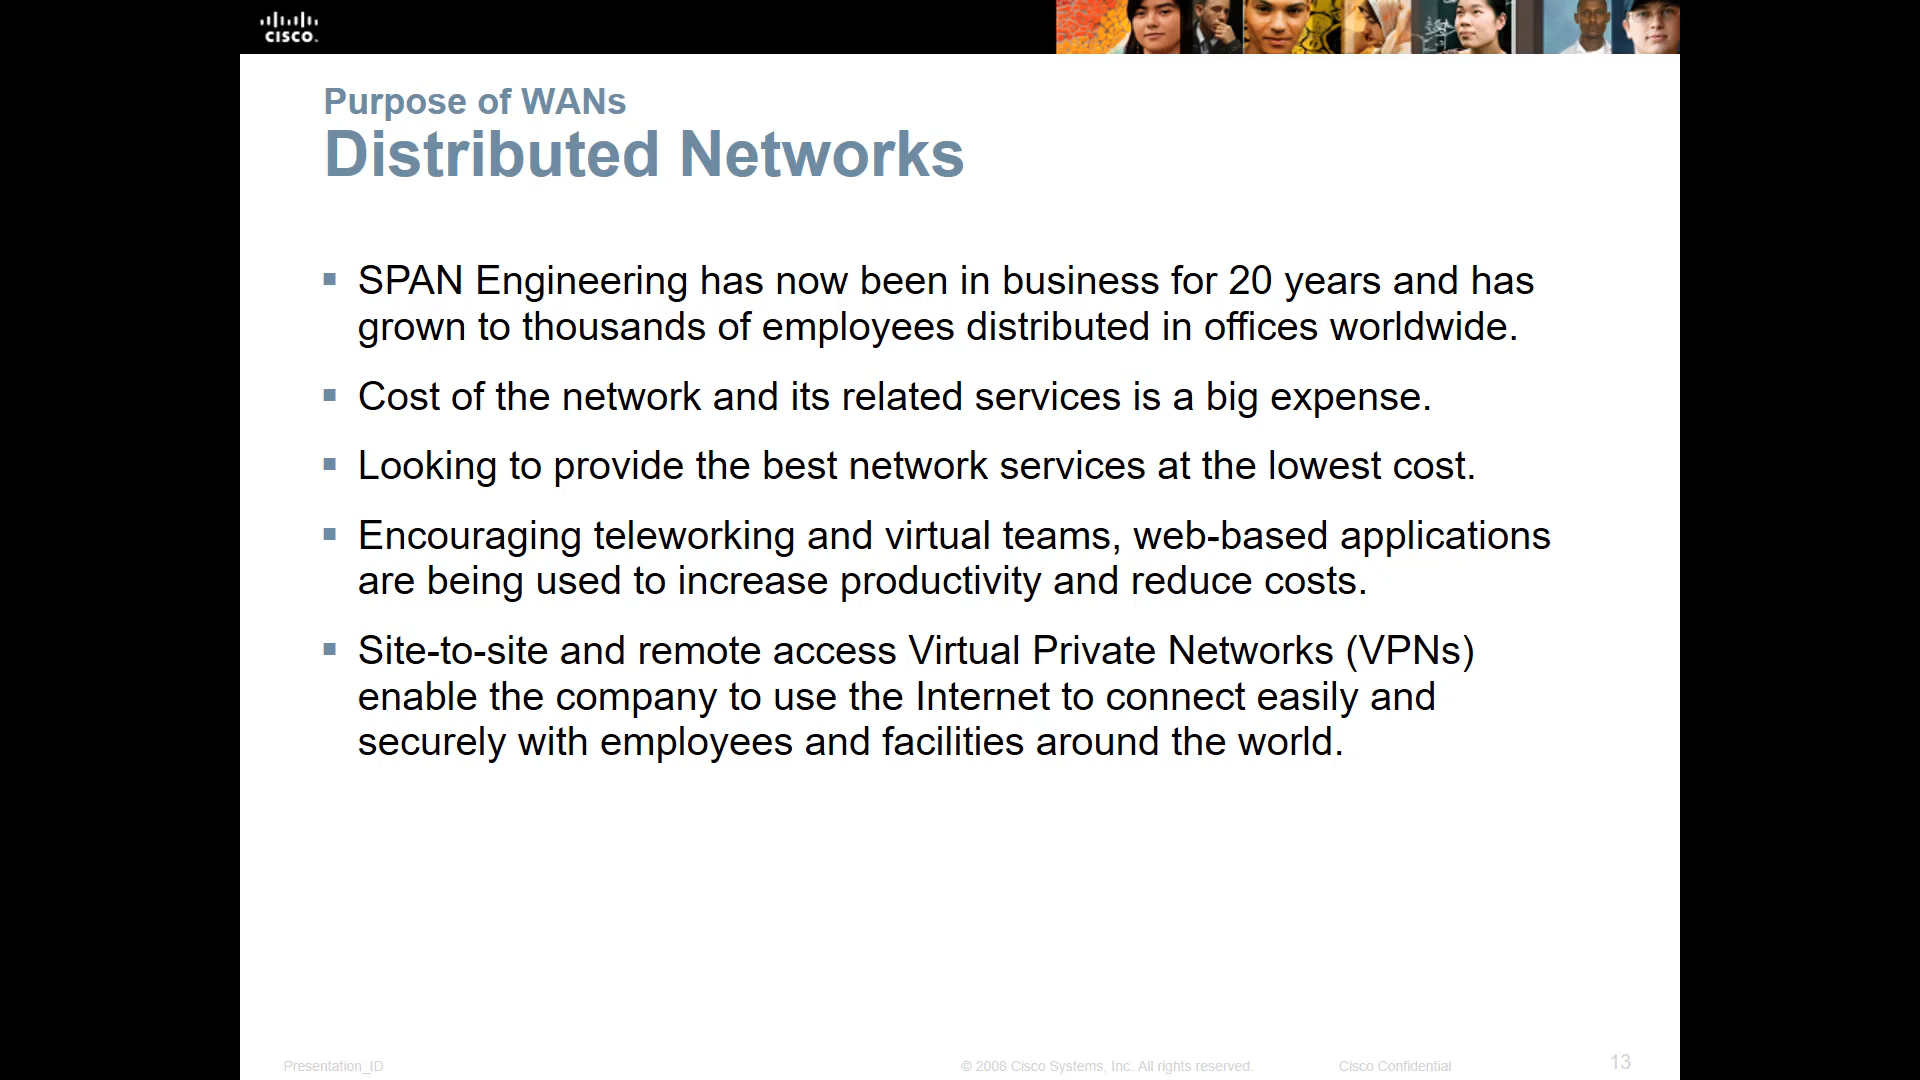 CISCO.
Purpose of WANs
Distributed Networks
SPAN Engineering has now been in business for 20 years and has
grown to thousands of employees distributed in offices worldwide.
Cost of the network and its related services is a big expense.
Looking to provide the best network services at the lowest cost.
Encouraging teleworking and virtual teams, web-based applications
are being used to increase productivity and reduce costs.
Site-to-site and remote access Virtual Private Networks (VPNs)
enable the company to use the Internet to connect easily and
securely with employees and facilities around the world.
Presentation_ID © 2008 Cisco Systems, Inc. All rights reserved. Cisco Confidential 13